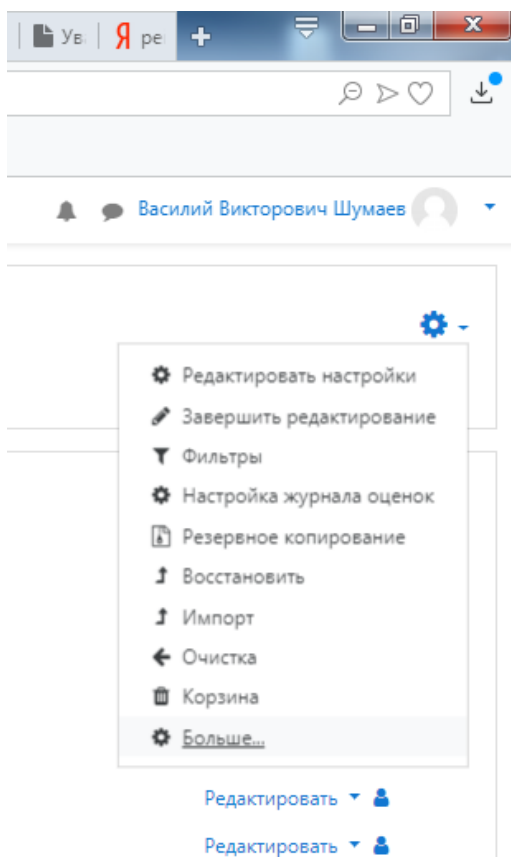 Ув
Я ре
Василий Викторович Шумаев
Редактировать настройки
Завершить редактирование
Фильтры
Настройка журнала оценок
Резервное копирование
Восстановить
Импорт
Очистка
Корзина
Больше...
Редактировать
Редактировать